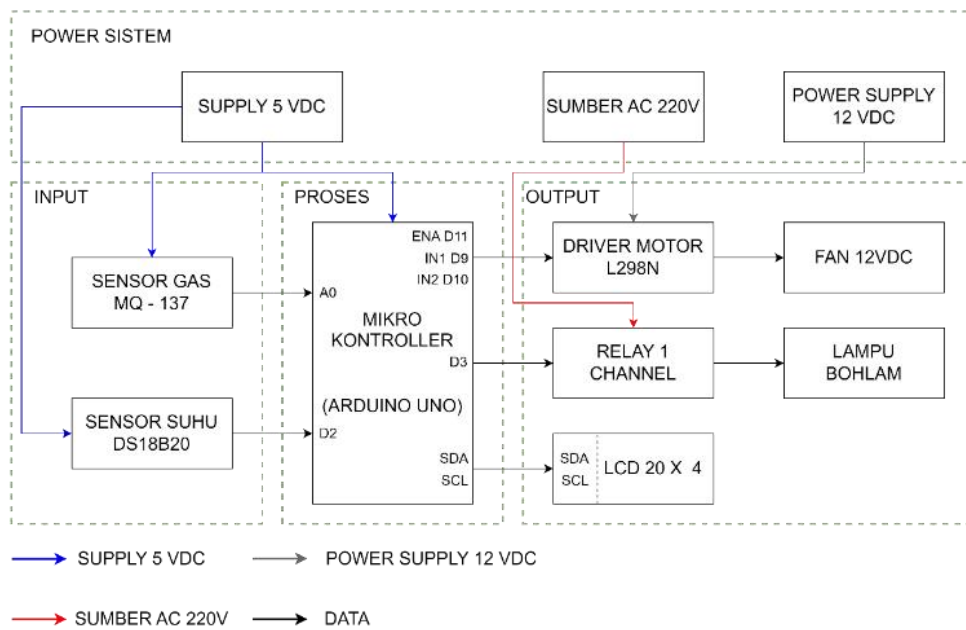 POWER SISTEM
SUPPLY 5 VDC
SUMBER AC 220V
POWER SUPPLY
12 VDC
INPUT
PROSES
OUTPUT
SENSOR GAS
MQ - 137
SENSOR SUHU
DS18B20
ENA D11
IN1 D9
IN2 D10
A0
MIKRO
KONTROLLER
D3
(ARDUINO UNO)
D2
SDA
SCL
DRIVER MOTOR
L298N
FAN 12VDC
RELAY 1
CHANNEL
LAMPU
BOHLAM
SDA
SCL
LCD 20 X 4
SUPPLY 5 VDC
POWER SUPPLY 12 VDC
SUMBER AC 220V
DATA